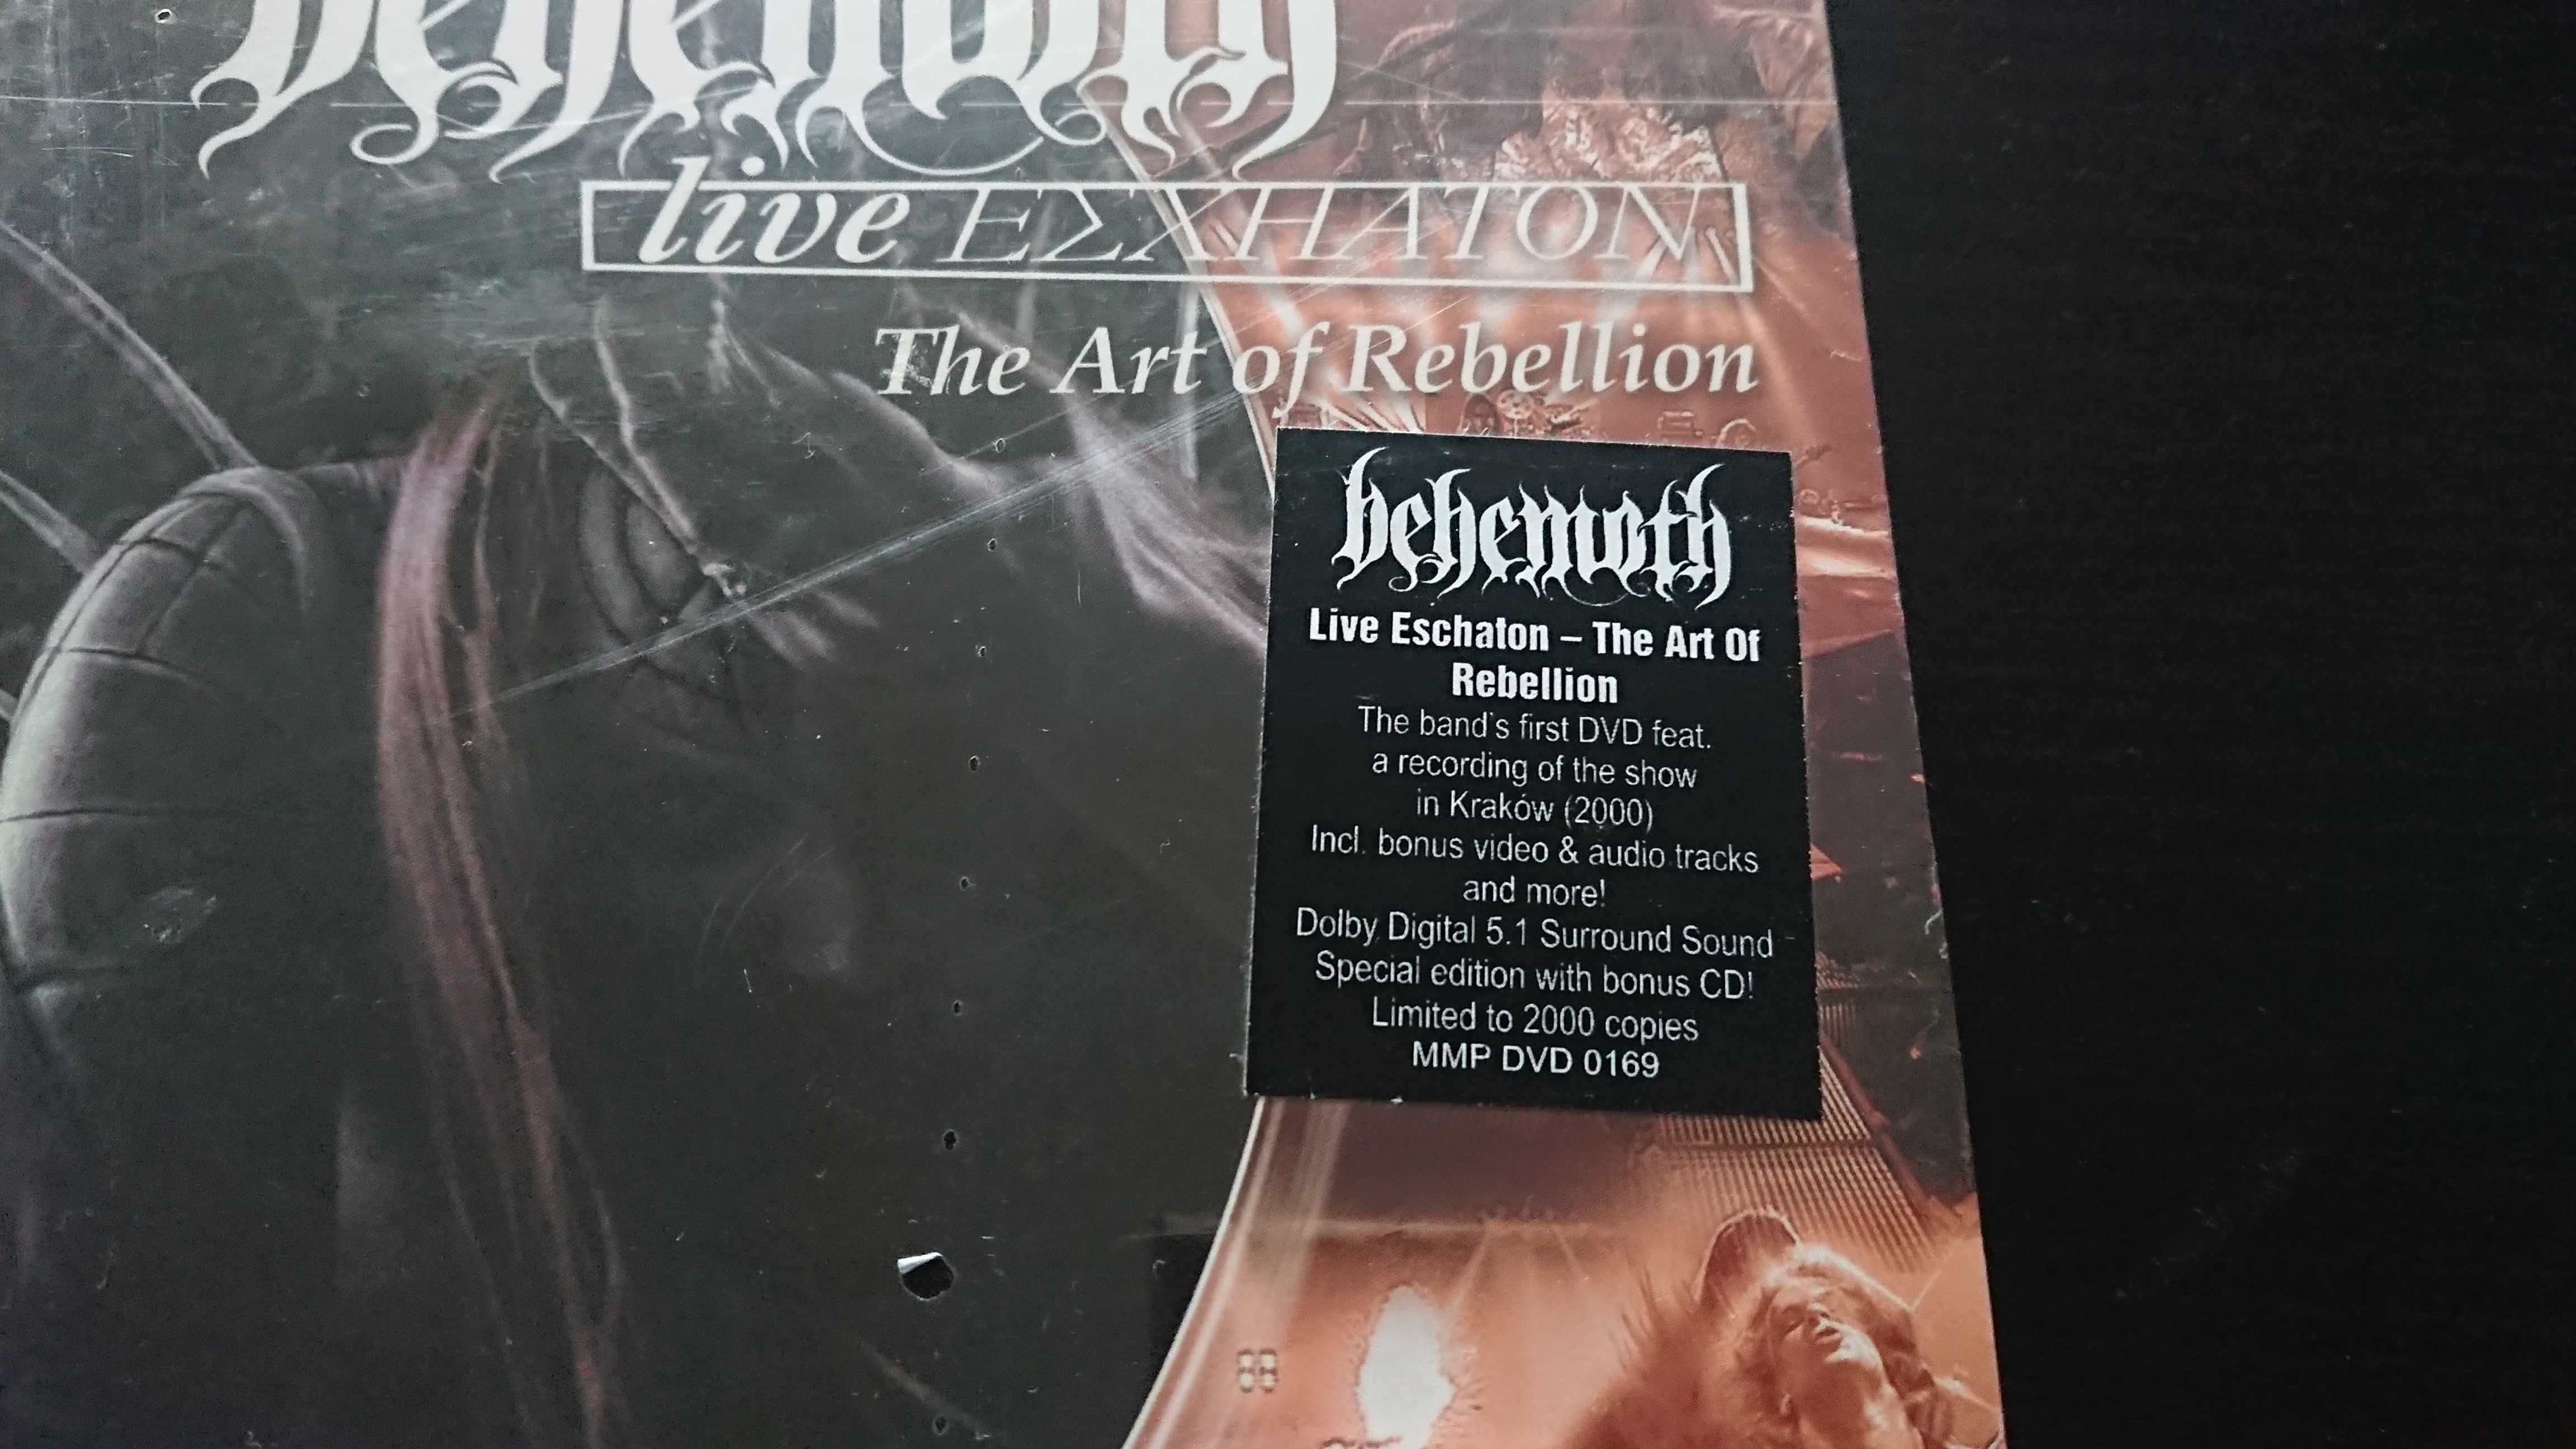 behemoth
live ΕΣΧΗΑΤΟΝ
The Art of Rebellion
behemoth
Live Eschaton – The Art Of
Rebellion
The band's first DVD feat.
a recording of the show
in Kraków (2000)
Incl. bonus video & audio tracks
and more!
Dolby Digital 5.1 Surround Sound
Special edition with bonus CD!
Limited to 2000 copies
MMP DVD 0169